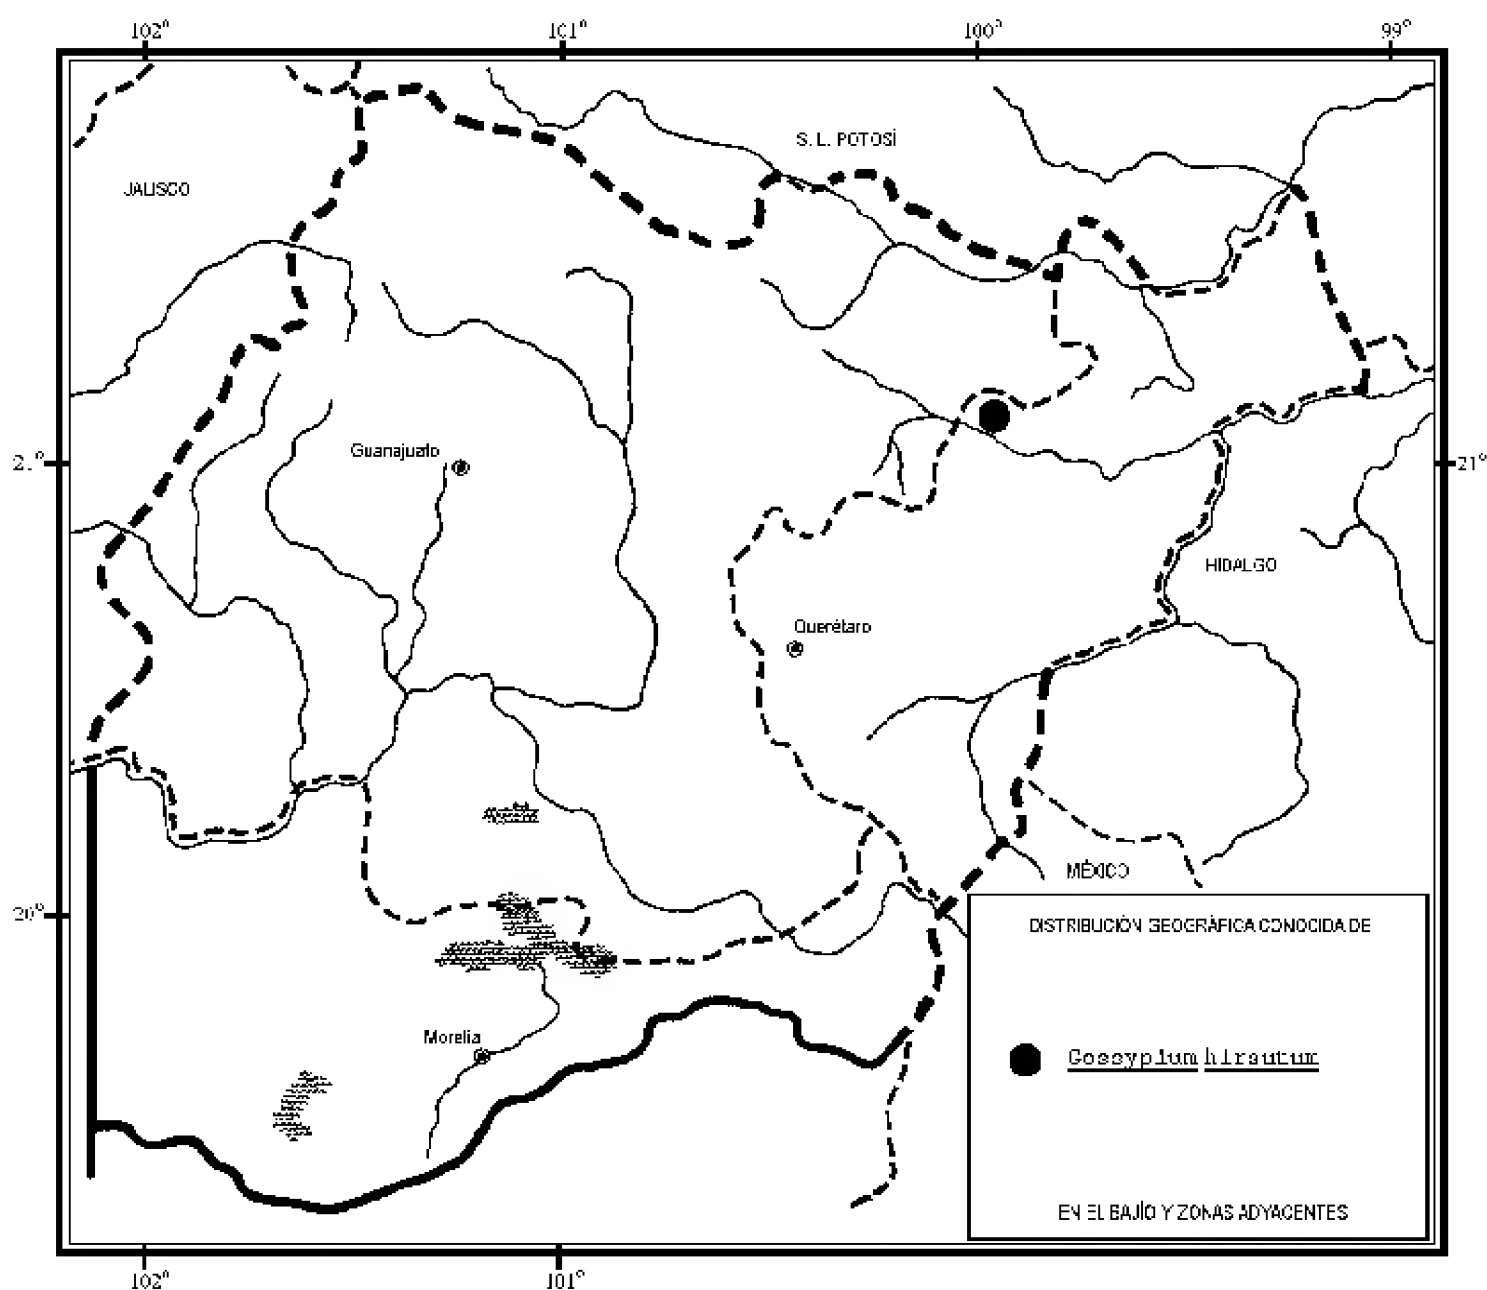 102° 101° 100° 99°
S. L. POTOSÍ
JALISCO
Guanajuato
2.° 21°
HIDALGO
Querétaro
MÉXICO
20°
DISTRIBUCIÓN GEOGRÁFICA CONOCIDA DE
Morelia
Gossypium hirsutum
EN EL BAJÍO Y ZONAS ADYACENTES
102° 101°